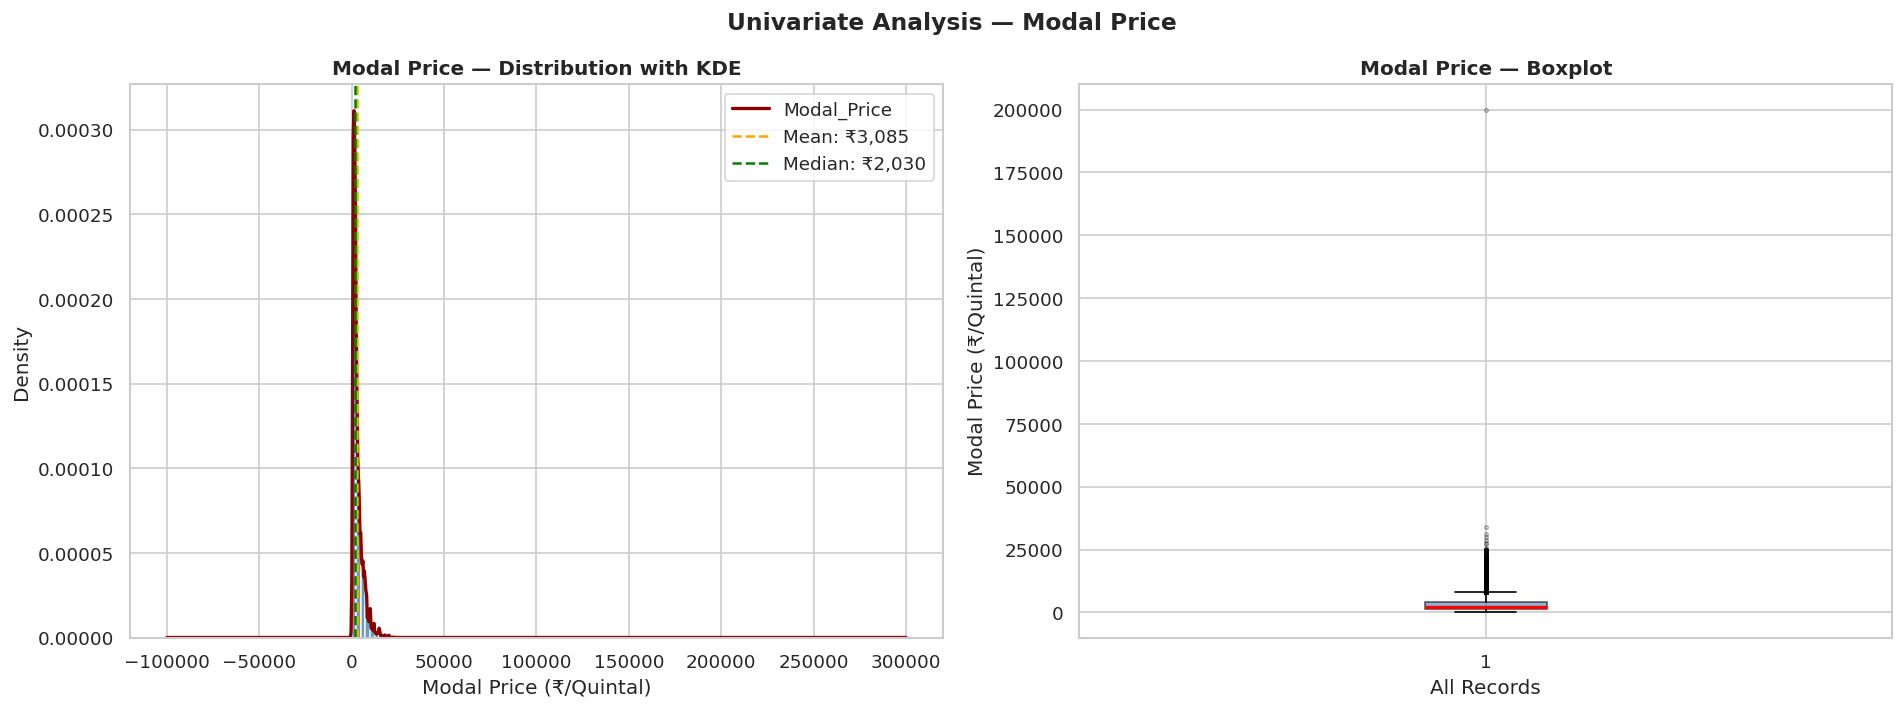 Univariate Analysis — Modal Price
Modal Price — Distribution with KDE
Density
0.00030
0.00025
0.00020
0.00015
0.00010
0.00005
0.00000
Modal_Price
Mean: ₹3,085
Median: ₹2,030
−100000 −50000 0 50000 100000 150000 200000 250000 300000
Modal Price (₹/Quintal)
Modal Price — Boxplot
Modal Price (₹/Quintal)
200000
175000
150000
125000
100000
75000
50000
25000
0
1
All Records